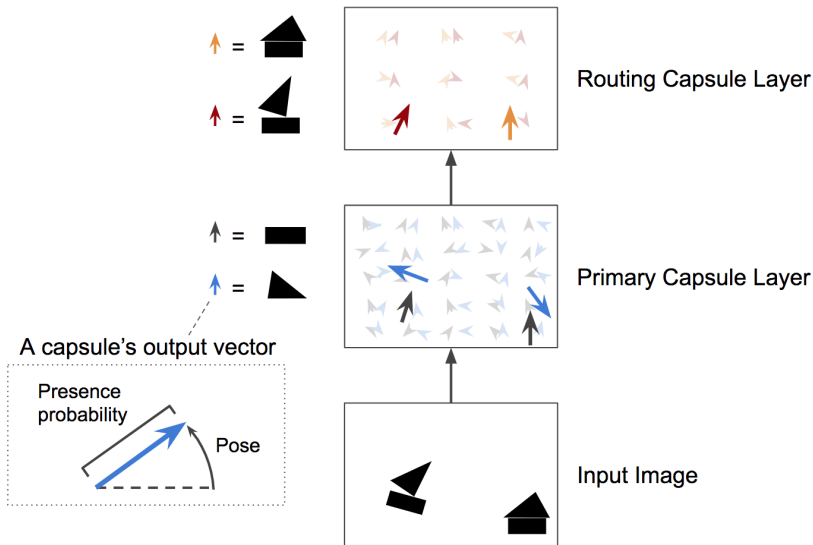 =
=
Routing Capsule Layer
=
=
Primary Capsule Layer
A capsule's output vector
Presence
probability
Pose
Input Image